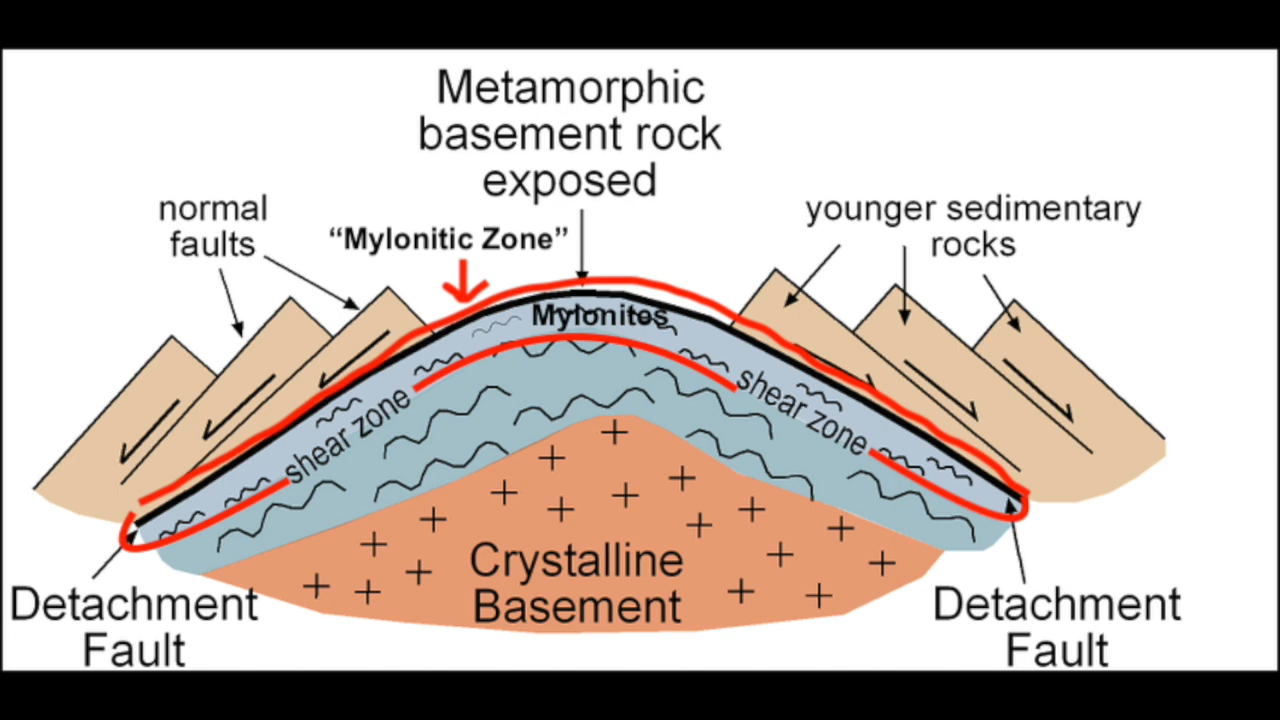 Metamorphic
basement rock
exposed
normal
faults
“Mylonitic Zone”
younger sedimentary
rocks
Mylonites
shear zone
shear zone
Crystalline
Basement
Detachment
Fault
Detachment
Fault